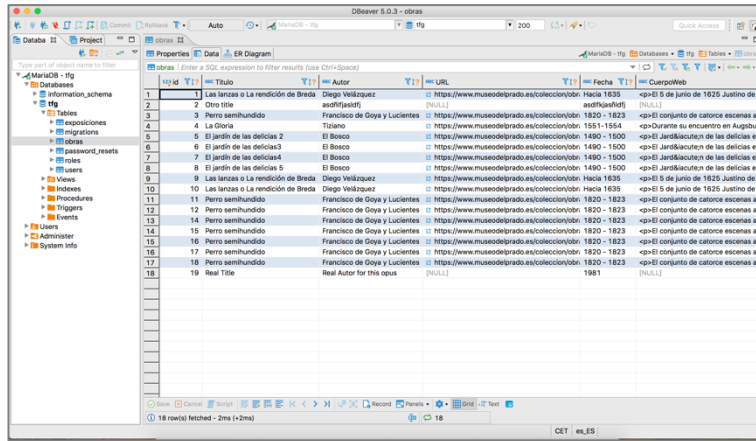 DBeaver 5.0.3 - obras
Commit Rollback Auto MariaDB - tfg tfg 200 Quick Access
Databa Project obras
Properties Data ER Diagram MariaDB - tfg Databases tfg Tables obras
Type part of object name to filter
obras Enter a SQL expression to filter results (use Ctrl+Space)
MariaDB - tfg
Databases
information_schema
tfg
Tables
exposiciones
migrations
obras
password_resets
roles
users
Views
Indexes
Procedures
Triggers
Events
Users
Administer
System Info
123 id ABC Titulo ABC Autor ABC URL ABC Fecha ABC CuerpoWeb
1 1 Las lanzas o La rendición de Breda Diego Velázquez https://www.museodelprado.es/coleccion/obr Hacia 1635 <p>El 5 de junio de 1625 Justino de
2 2 Otro title [NULL] [NULL]
3 3 Perro semihundido Francisco de Goya y Lucientes https://www.museodelprado.es/coleccion/obr 1820 - 1823 <p>El conjunto de catorce escenas a
4 4 La Gloria Tiziano https://www.museodelprado.es/coleccion/obr 1551-1554 <p>Durante su encuentro en Augsbu
5 5 El jardín de las delicias 2 El Bosco https://www.museodelprado.es/coleccion/obr 1490 - 1500 <p>El Jard&iacute;n de las delicias e
6 6 El jardín de las delicias3 El Bosco https://www.museodelprado.es/coleccion/obr 1490 - 1500 <p>El Jard&iacute;n de las delicias e
7 7 El jardín de las delicias4 El Bosco https://www.museodelprado.es/coleccion/obr 1490 - 1500 <p>El Jard&iacute;n de las delicias e
8 8 El jardín de las delicias 5 El Bosco https://www.museodelprado.es/coleccion/obr 1490 - 1500 <p>El Jard&iacute;n de las delicias e
9 9 Las lanzas o La rendición de Breda Diego Velázquez https://www.museodelprado.es/coleccion/obr Hacia 1635 <p>El 5 de junio de 1625 Justino de
10 10 Las lanzas o La rendición de Breda Diego Velázquez https://www.museodelprado.es/coleccion/obr Hacia 1635 <p>El 5 de junio de 1625 Justino de
11 11 Perro semihundido Francisco de Goya y Lucientes https://www.museodelprado.es/coleccion/obr 1820 - 1823 <p>El conjunto de catorce escenas a
12 12 Perro semihundido Francisco de Goya y Lucientes https://www.museodelprado.es/coleccion/obr 1820 - 1823 <p>El conjunto de catorce escenas a
13 14 Perro semihundido Francisco de Goya y Lucientes https://www.museodelprado.es/coleccion/obr 1820 - 1823 <p>El conjunto de catorce escenas a
14 15 Perro semihundido Francisco de Goya y Lucientes https://www.museodelprado.es/coleccion/obr 1820 - 1823 <p>El conjunto de catorce escenas a
15 16 Perro semihundido Francisco de Goya y Lucientes https://www.museodelprado.es/coleccion/obr 1820 - 1823 <p>El conjunto de catorce escenas a
16 17 Perro semihundido Francisco de Goya y Lucientes https://www.museodelprado.es/coleccion/obr 1820 - 1823 <p>El conjunto de catorce escenas a
17 18 Perro semihundido Francisco de Goya y Lucientes https://www.museodelprado.es/coleccion/obr 1820 - 1823 <p>El conjunto de catorce escenas a
18 19 Real Title Real Autor for this opus [NULL] 1981 [NULL]
Save Cancel Script Record Panels Grid Text
18 row(s) fetched - 2ms (+2ms) 18
CET es_ES